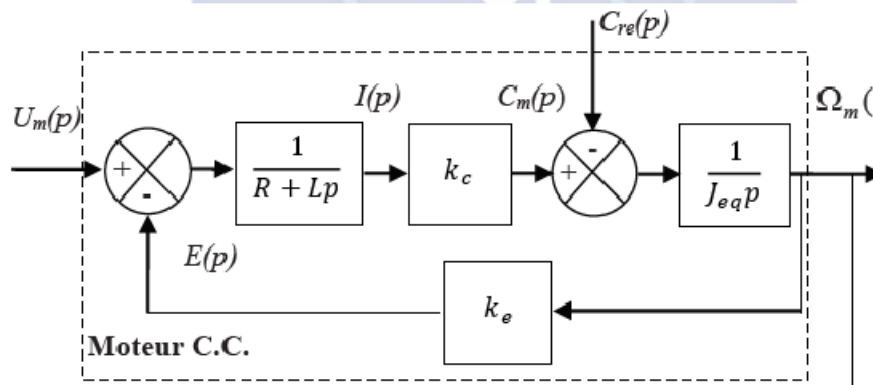 C_re(p)
U_m(p)
I(p)
C_m(p)
Ω_m(
+
-
1
R + Lp
k_c
-
+
1
J_eq p
E(p)
k_e
Moteur C.C.